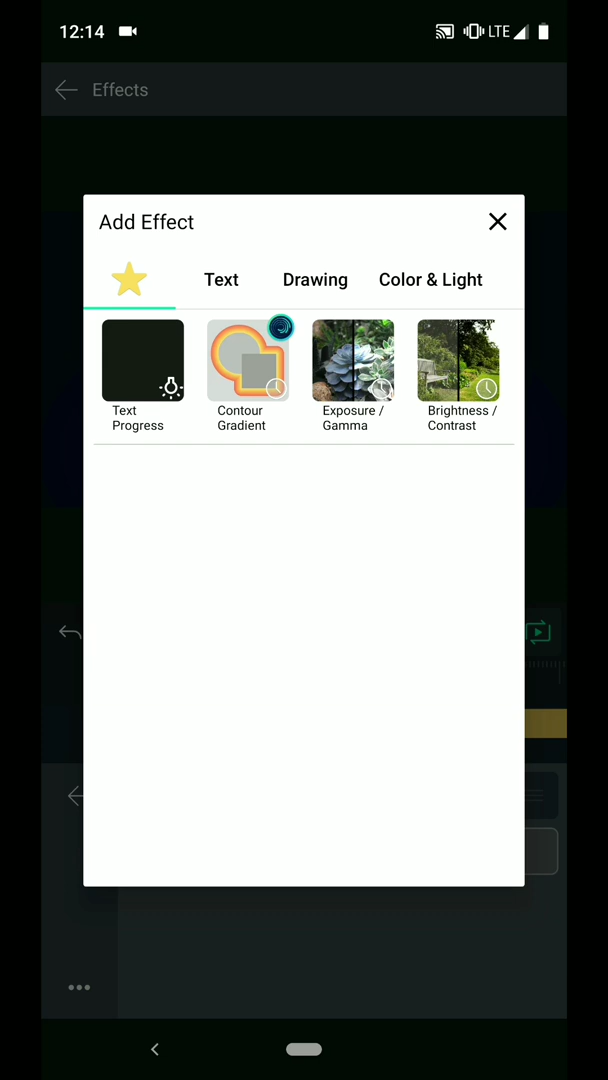 12:14
LTE
Effects
Add Effect
Text
Drawing
Color & Light
Text
Progress
Contour
Gradient
Exposure /
Gamma
Brightness /
Contrast